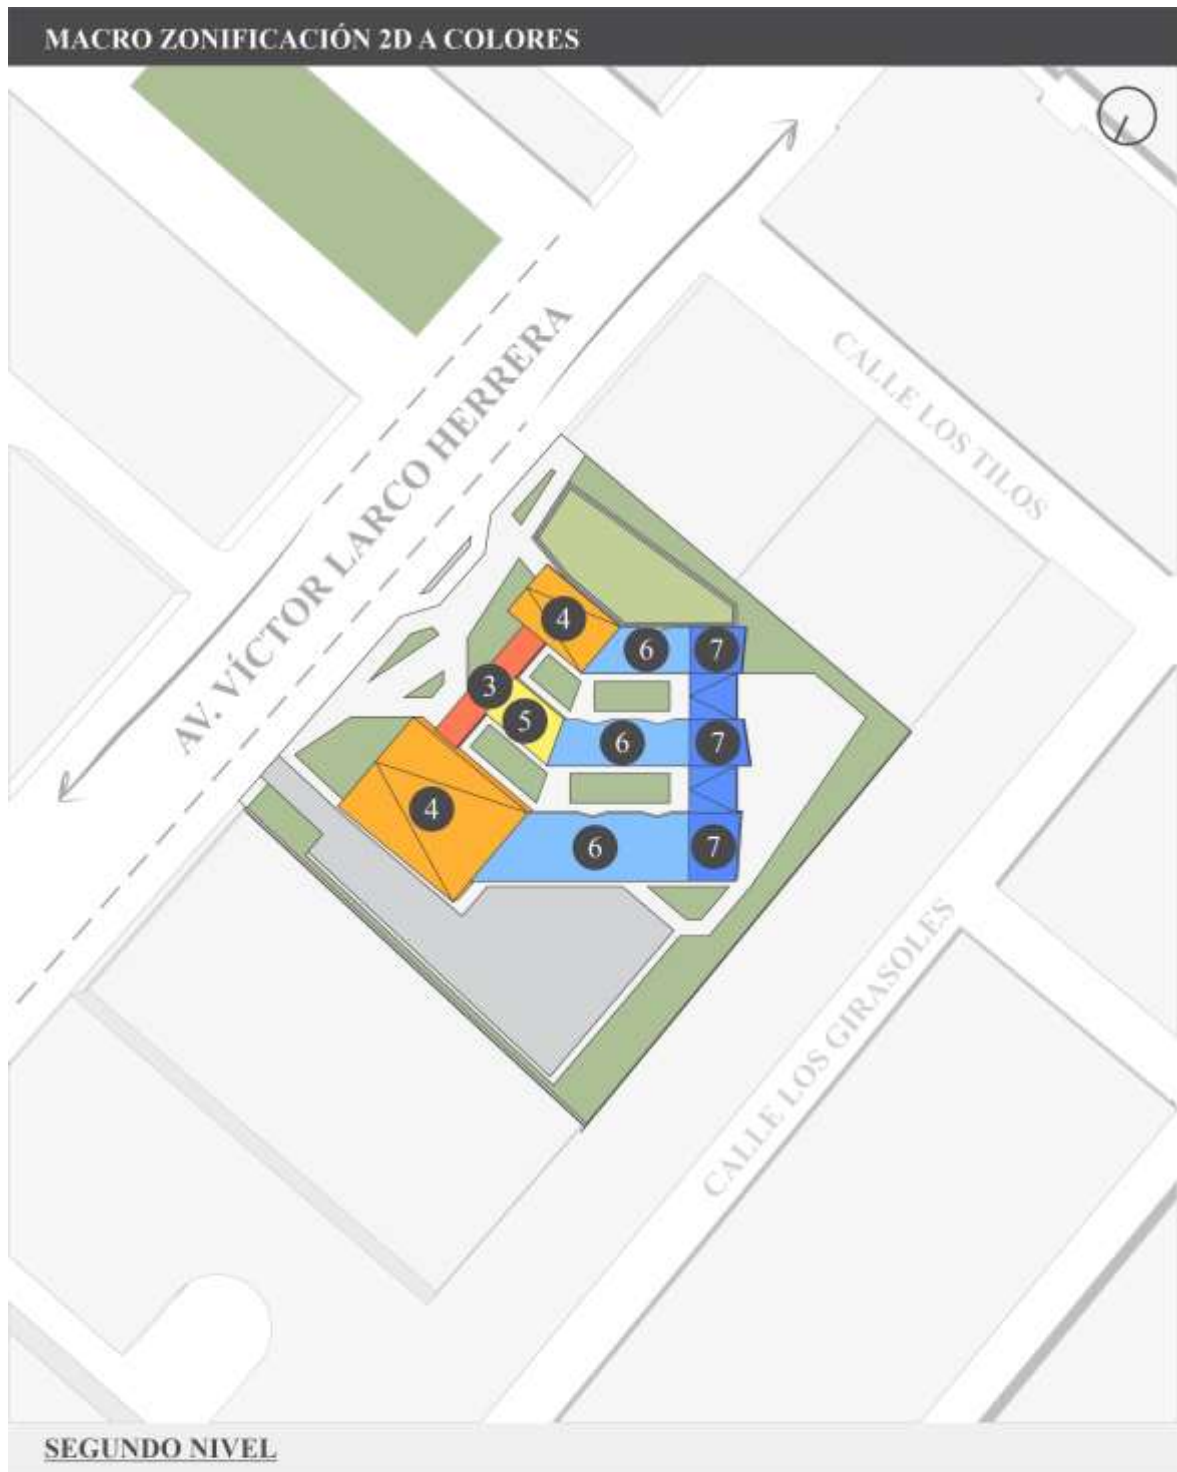 MACRO ZONIFICACIÓN 2D A COLORES
CALLE LOS TILOS
AV. VÍCTOR LARCO HERRERA
4
6
7
3
5
6
7
4
6
7
CALLE LOS GIRASOLES
SEGUNDO NIVEL